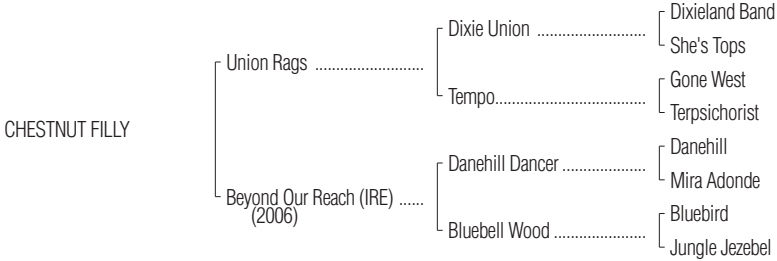 Dixieland Band
Dixie Union ..........................
She's Tops
Union Rags ..........................
Gone West
Tempo....................................
Terpsichorist
CHESTNUT FILLY
Danehill
Danehill Dancer ....................
Mira Adonde
Beyond Our Reach (IRE) ......
(2006)
Bluebird
Bluebell Wood ......................
Jungle Jezebel